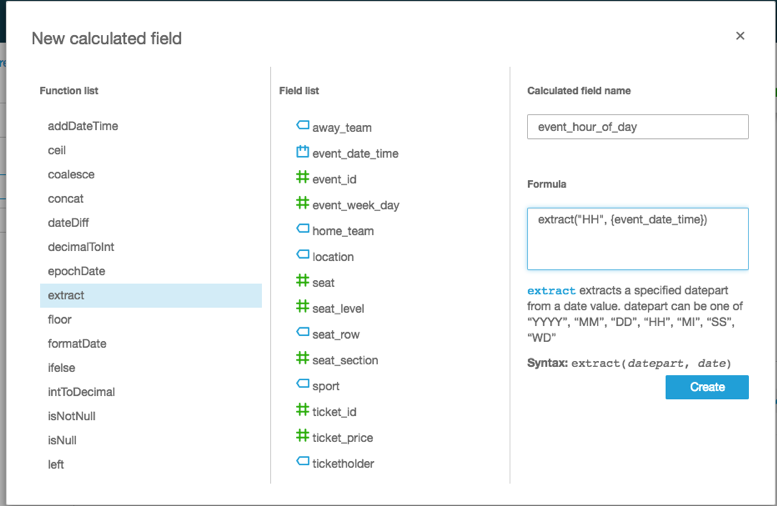 New calculated field
×
Function list
addDateTime
ceil
coalesce
concat
dateDiff
decimalToInt
epochDate
extract
floor
formatDate
ifelse
intToDecimal
isNotNull
isNull
left
Field list
away_team
event_date_time
event_id
event_week_day
home_team
location
seat
seat_level
seat_row
seat_section
sport
ticket_id
ticket_price
ticketholder
Calculated field name
event_hour_of_day
Formula
extract("HH", {event_date_time})
extract extracts a specified datepart
from a date value. datepart can be one of
"YYYY", "MM", "DD", "HH", "MI", "SS",
"WD"
Syntax: extract(datepart, date)
Create